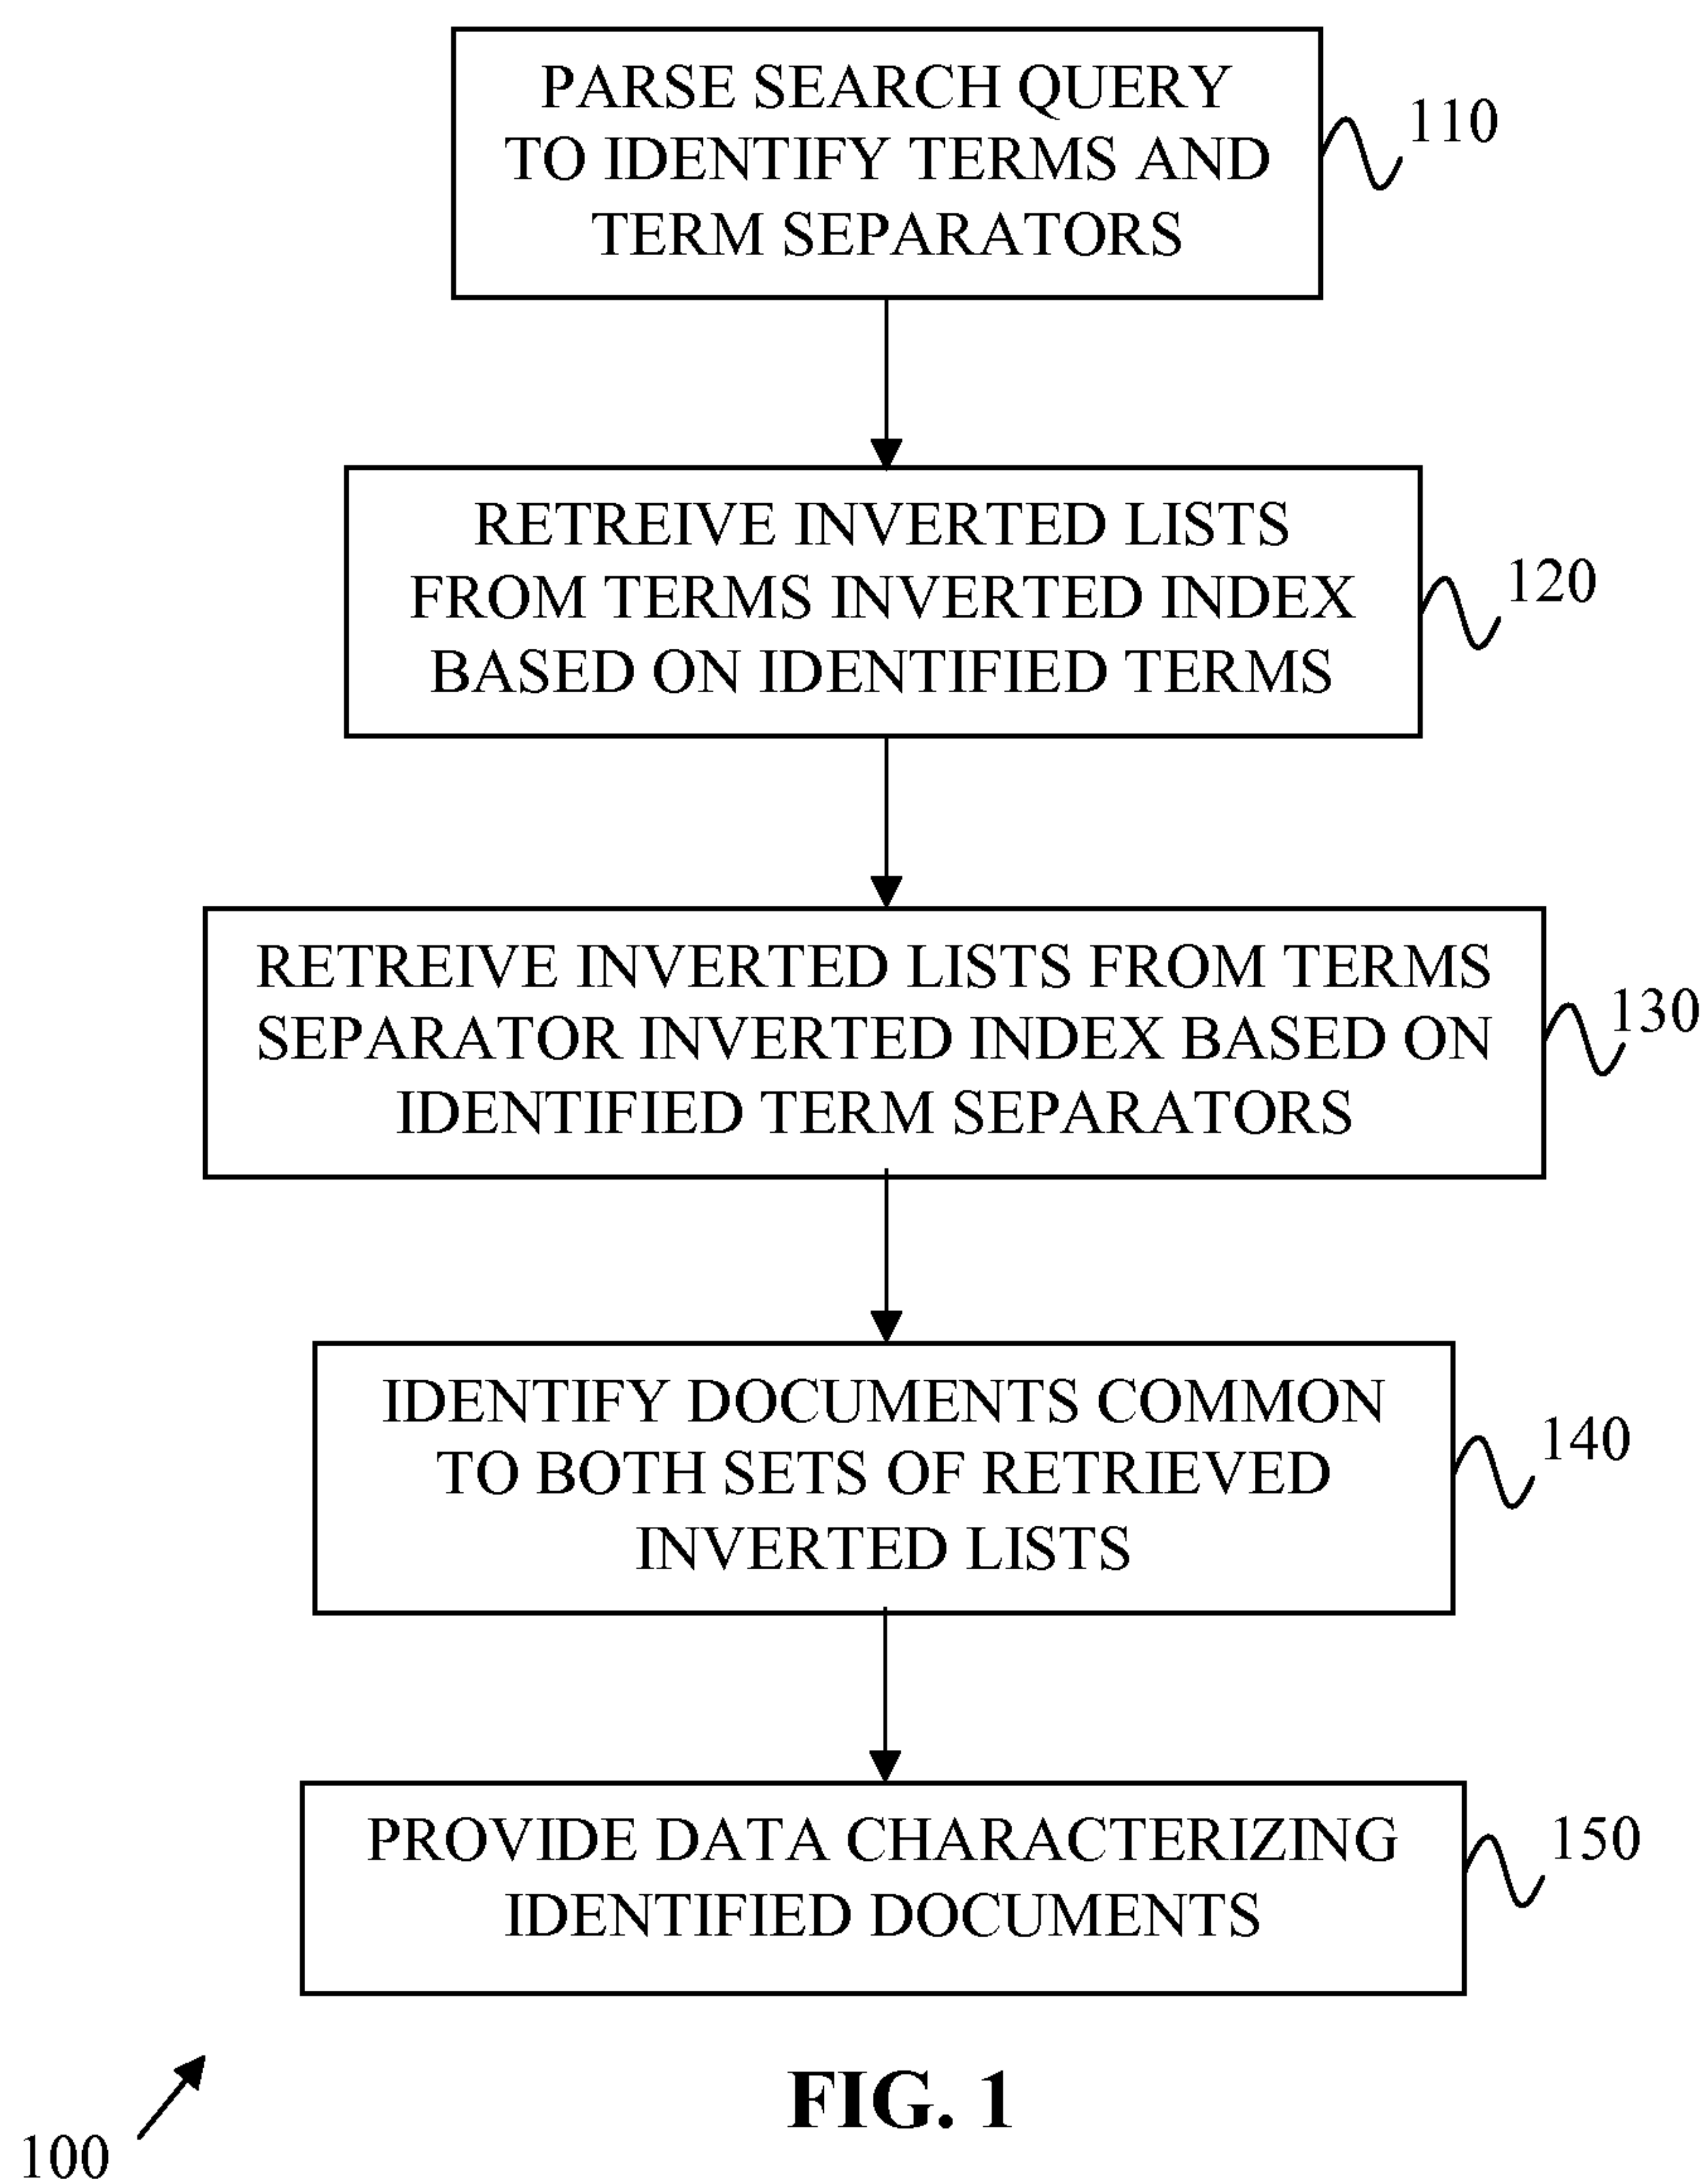 PARSE SEARCH QUERY
TO IDENTIFY TERMS AND
TERM SEPARATORS
110
RETREIVE INVERTED LISTS
FROM TERMS INVERTED INDEX
BASED ON IDENTIFIED TERMS
120
RETREIVE INVERTED LISTS FROM TERMS
SEPARATOR INVERTED INDEX BASED ON
IDENTIFIED TERM SEPARATORS
130
IDENTIFY DOCUMENTS COMMON
TO BOTH SETS OF RETRIEVED
INVERTED LISTS
140
PROVIDE DATA CHARACTERIZING
IDENTIFIED DOCUMENTS
150
FIG. 1
100